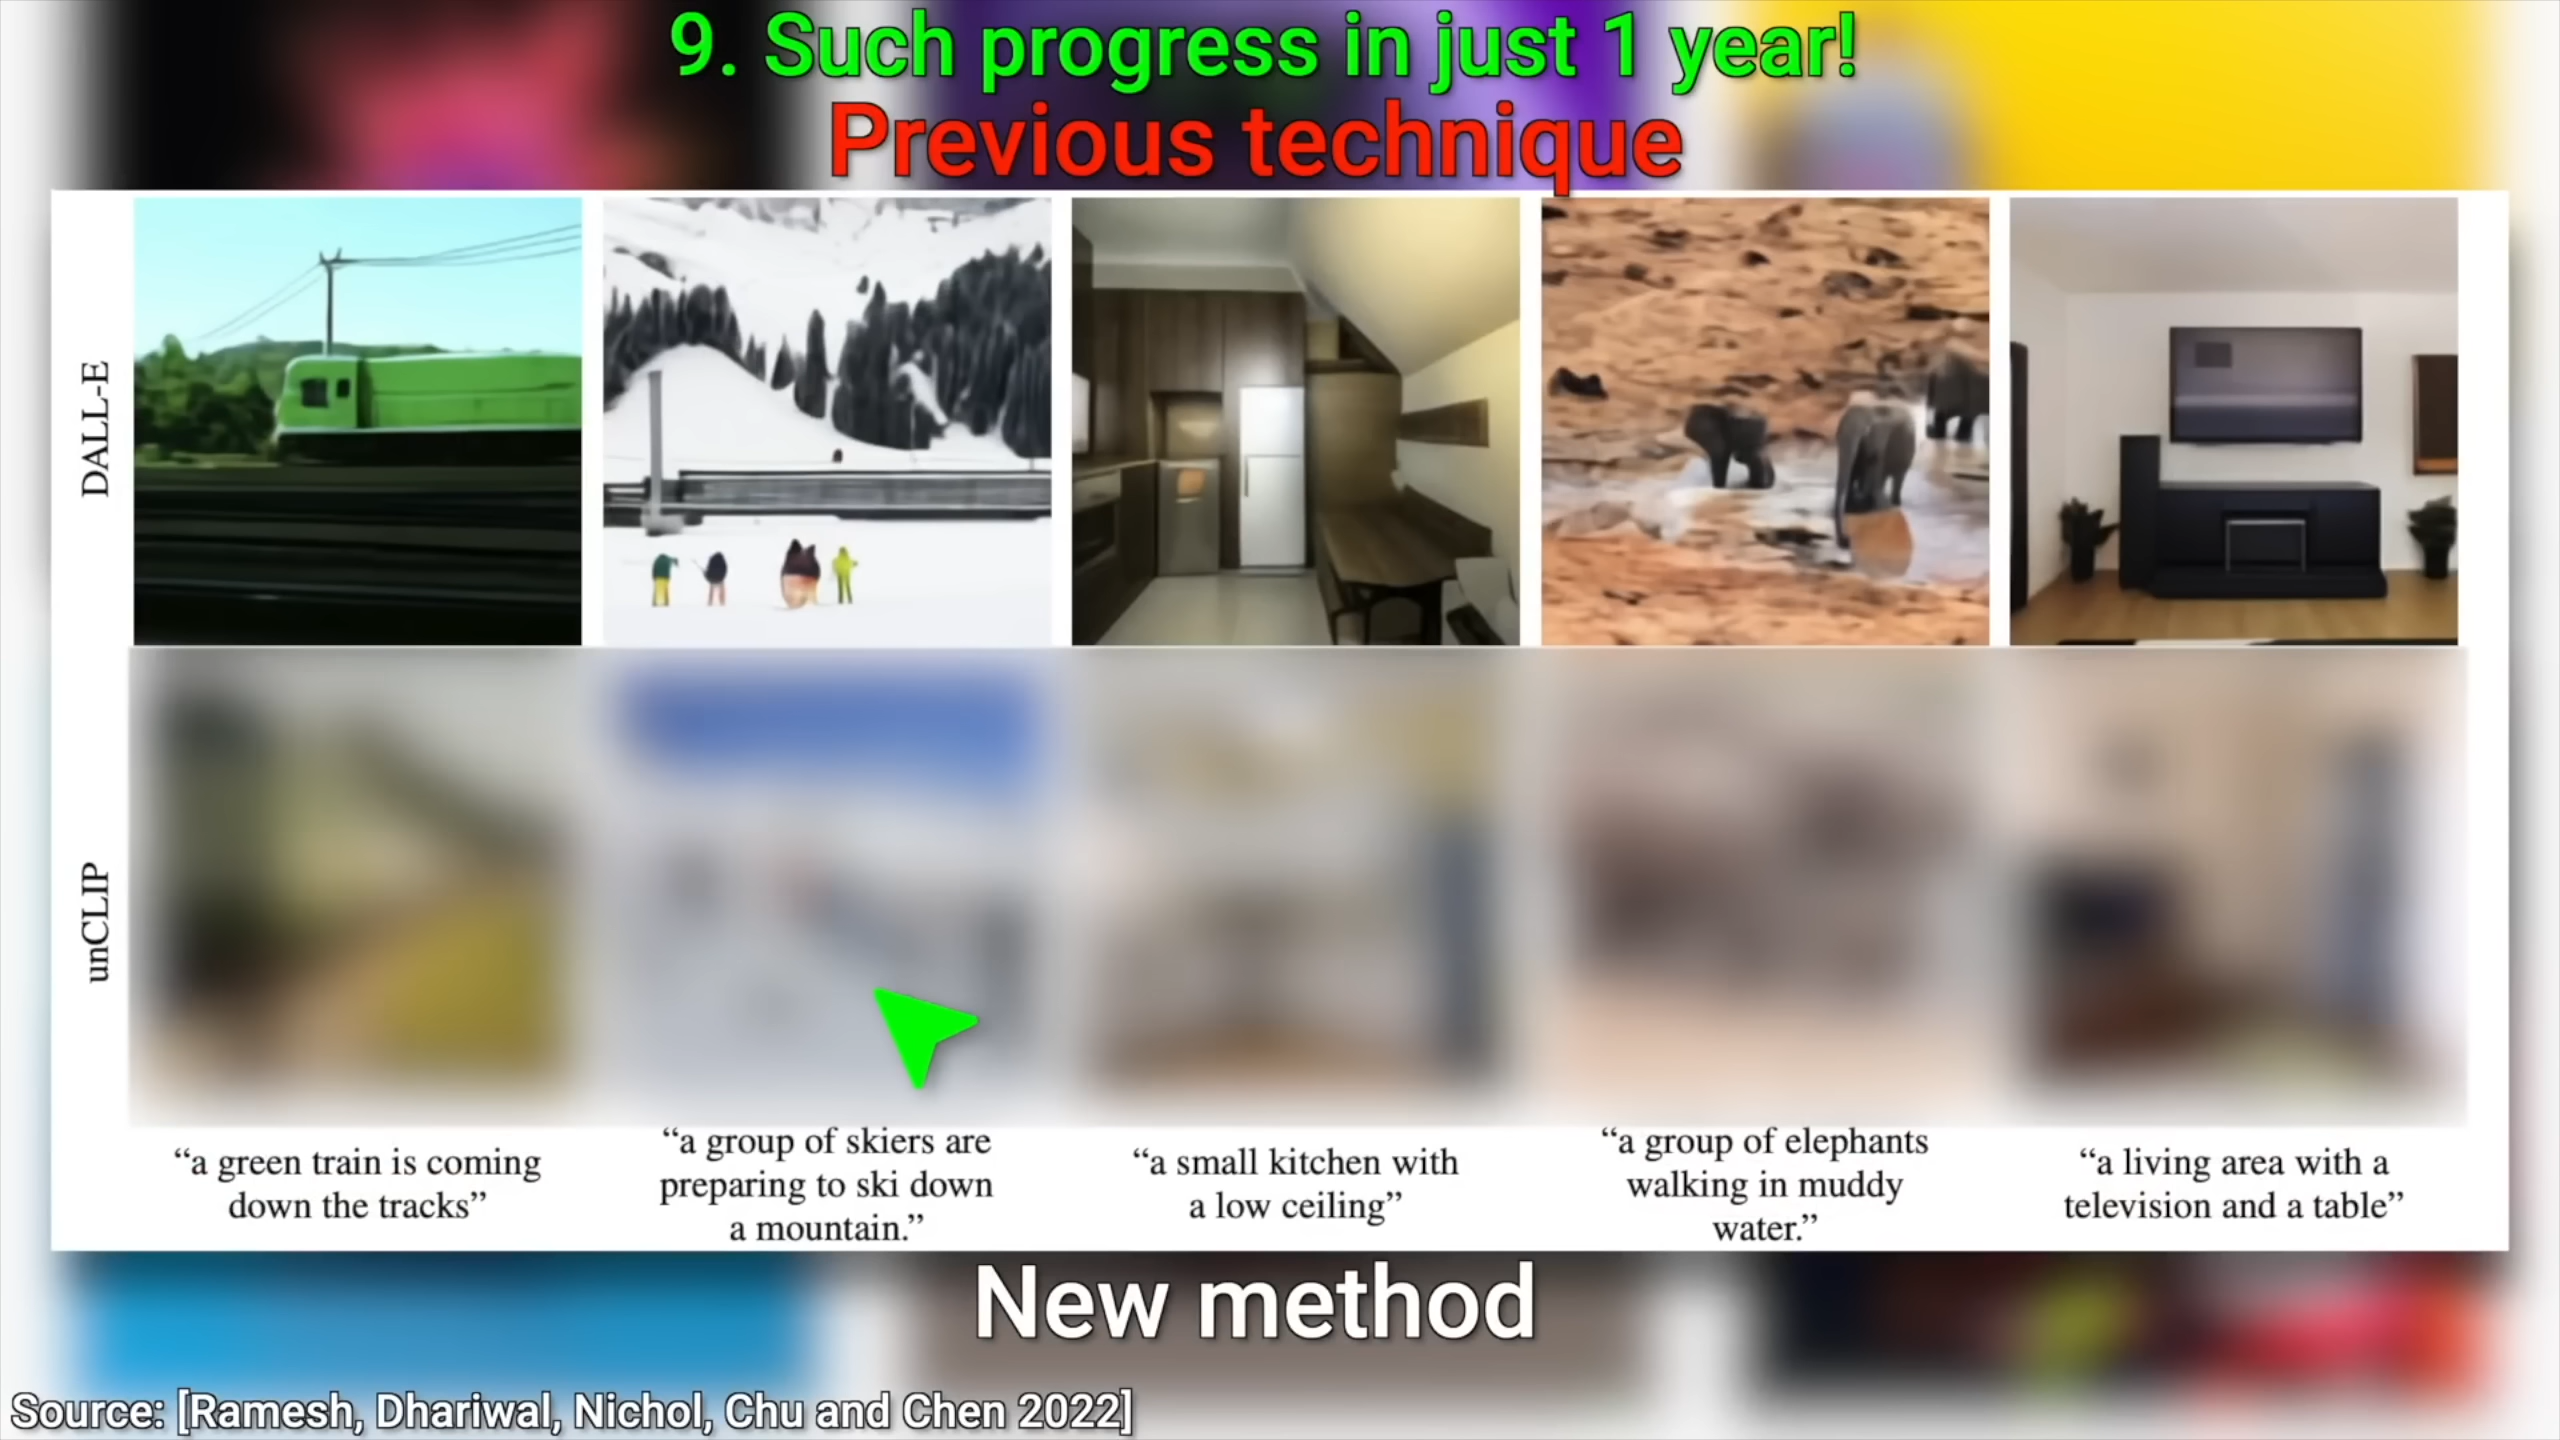 9. Such progress in just 1 year!
Previous technique
DALL-E
unCLIP
“a green train is coming
down the tracks”
“a group of skiers are
preparing to ski down
a mountain.”
“a small kitchen with
a low ceiling”
“a group of elephants
walking in muddy
water.”
“a living area with a
television and a table”
New method
Source: [Ramesh, Dhariwal, Nichol, Chu and Chen 2022]